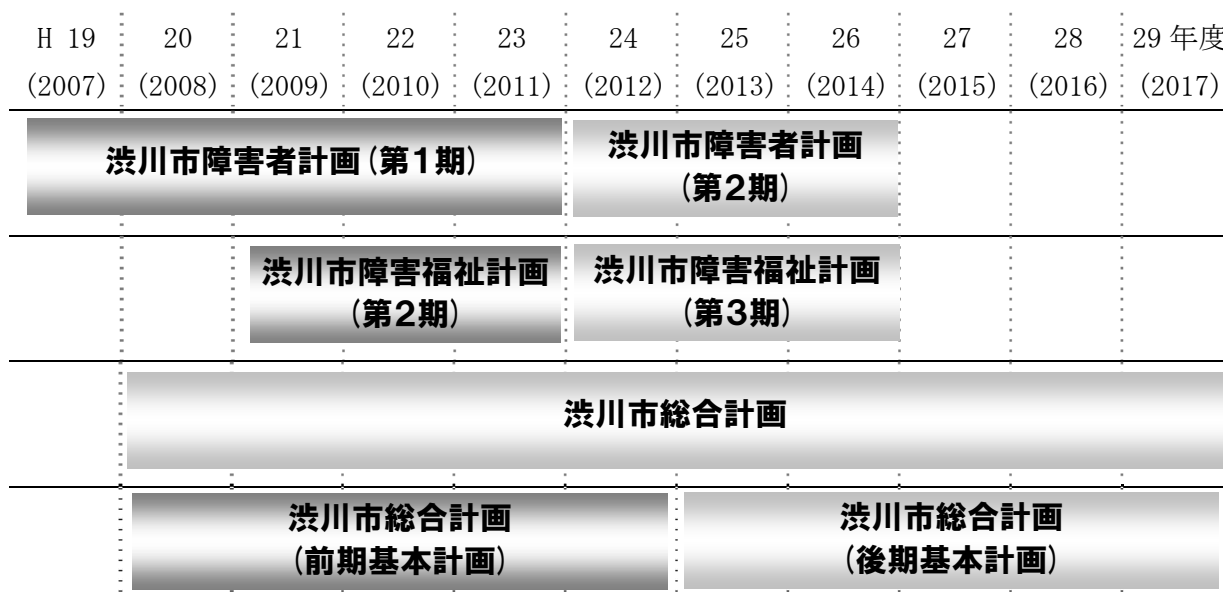 H 19 20 21 22 23 24 25 26 27 28 29 年度
(2007) (2008) (2009) (2010) (2011) (2012) (2013) (2014) (2015) (2016) (2017)
渋川市障害者計画(第1期)
渋川市障害者計画
(第2期)
渋川市障害福祉計画
(第2期)
渋川市障害福祉計画
(第3期)
渋川市総合計画
渋川市総合計画
(前期基本計画)
渋川市総合計画
(後期基本計画)